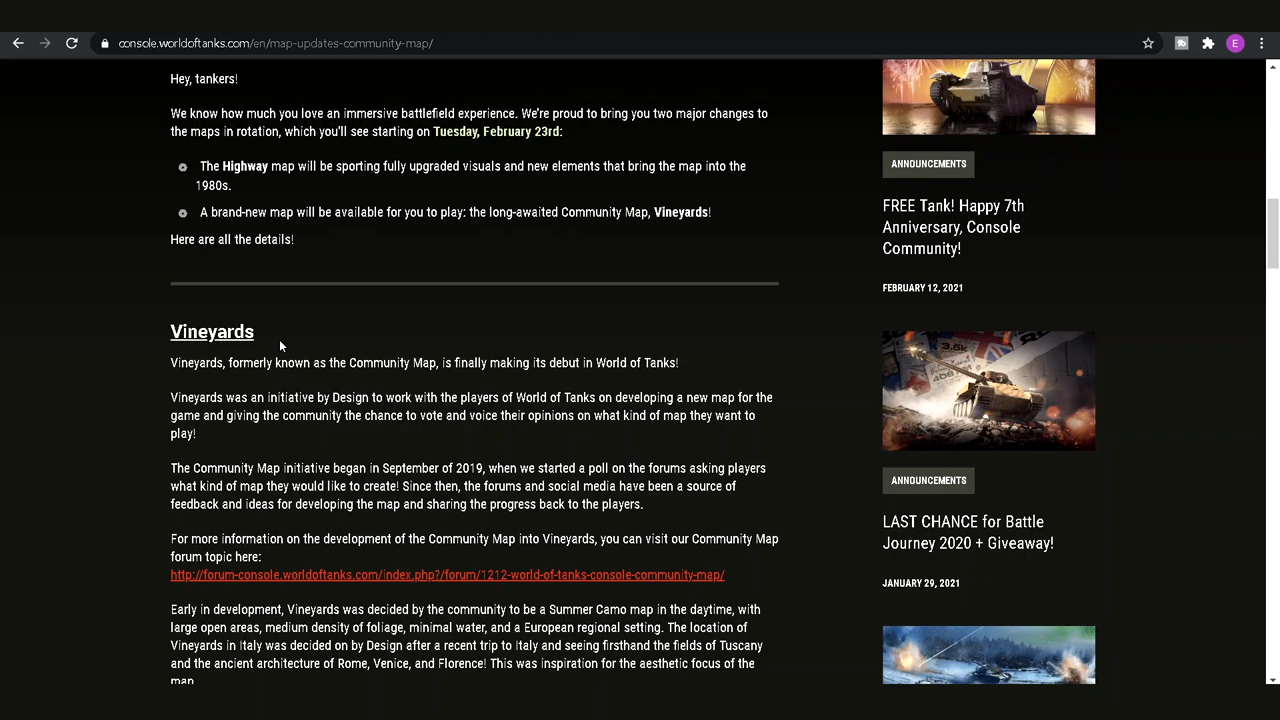 console.worldoftanks.com/en/map-updates-community-map/
E
Hey, tankers!
We know how much you love an immersive battlefield experience. We're proud to bring you two major changes to
the maps in rotation, which you'll see starting on Tuesday, February 23rd:
The Highway map will be sporting fully upgraded visuals and new elements that bring the map into the
1980s.
A brand-new map will be available for you to play: the long-awaited Community Map, Vineyards!
Here are all the details!
Vineyards
Vineyards, formerly known as the Community Map, is finally making its debut in World of Tanks!
Vineyards was an initiative by Design to work with the players of World of Tanks on developing a new map for the
game and giving the community the chance to vote and voice their opinions on what kind of map they want to
play!
The Community Map initiative began in September of 2019, when we started a poll on the forums asking players
what kind of map they would like to create! Since then, the forums and social media have been a source of
feedback and ideas for developing the map and sharing the progress back to the players.
For more information on the development of the Community Map into Vineyards, you can visit our Community Map
forum topic here:
http://forum-console.worldoftanks.com/index.php?/forum/1212-world-of-tanks-console-community-map/
Early in development, Vineyards was decided by the community to be a Summer Camo map in the daytime, with
large open areas, medium density of foliage, minimal water, and a European regional setting. The location of
Vineyards in Italy was decided on by Design after a recent trip to Italy and seeing firsthand the fields of Tuscany
and the ancient architecture of Rome, Venice, and Florence! This was inspiration for the aesthetic focus of the
map.
ANNOUNCEMENTS
FREE Tank! Happy 7th
Anniversary, Console
Community!
FEBRUARY 12, 2021
ANNOUNCEMENTS
LAST CHANCE for Battle
Journey 2020 + Giveaway!
JANUARY 29, 2021